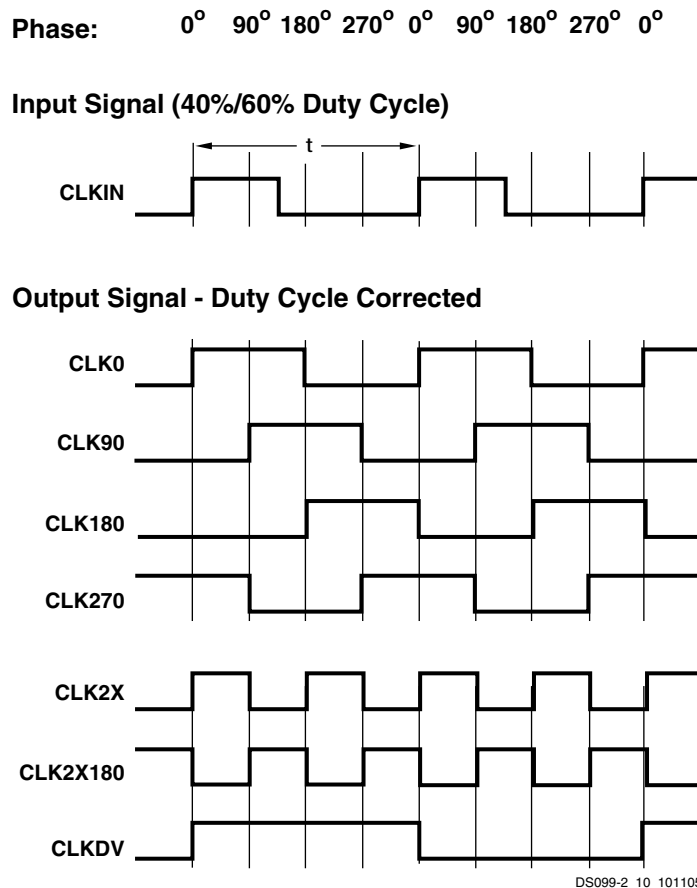 Phase: 0° 90° 180° 270° 0° 90° 180° 270° 0°
Input Signal (40%/60% Duty Cycle)
t
CLKIN
Output Signal - Duty Cycle Corrected
CLK0
CLK90
CLK180
CLK270
CLK2X
CLK2X180
CLKDV
DS099-2_10_101105